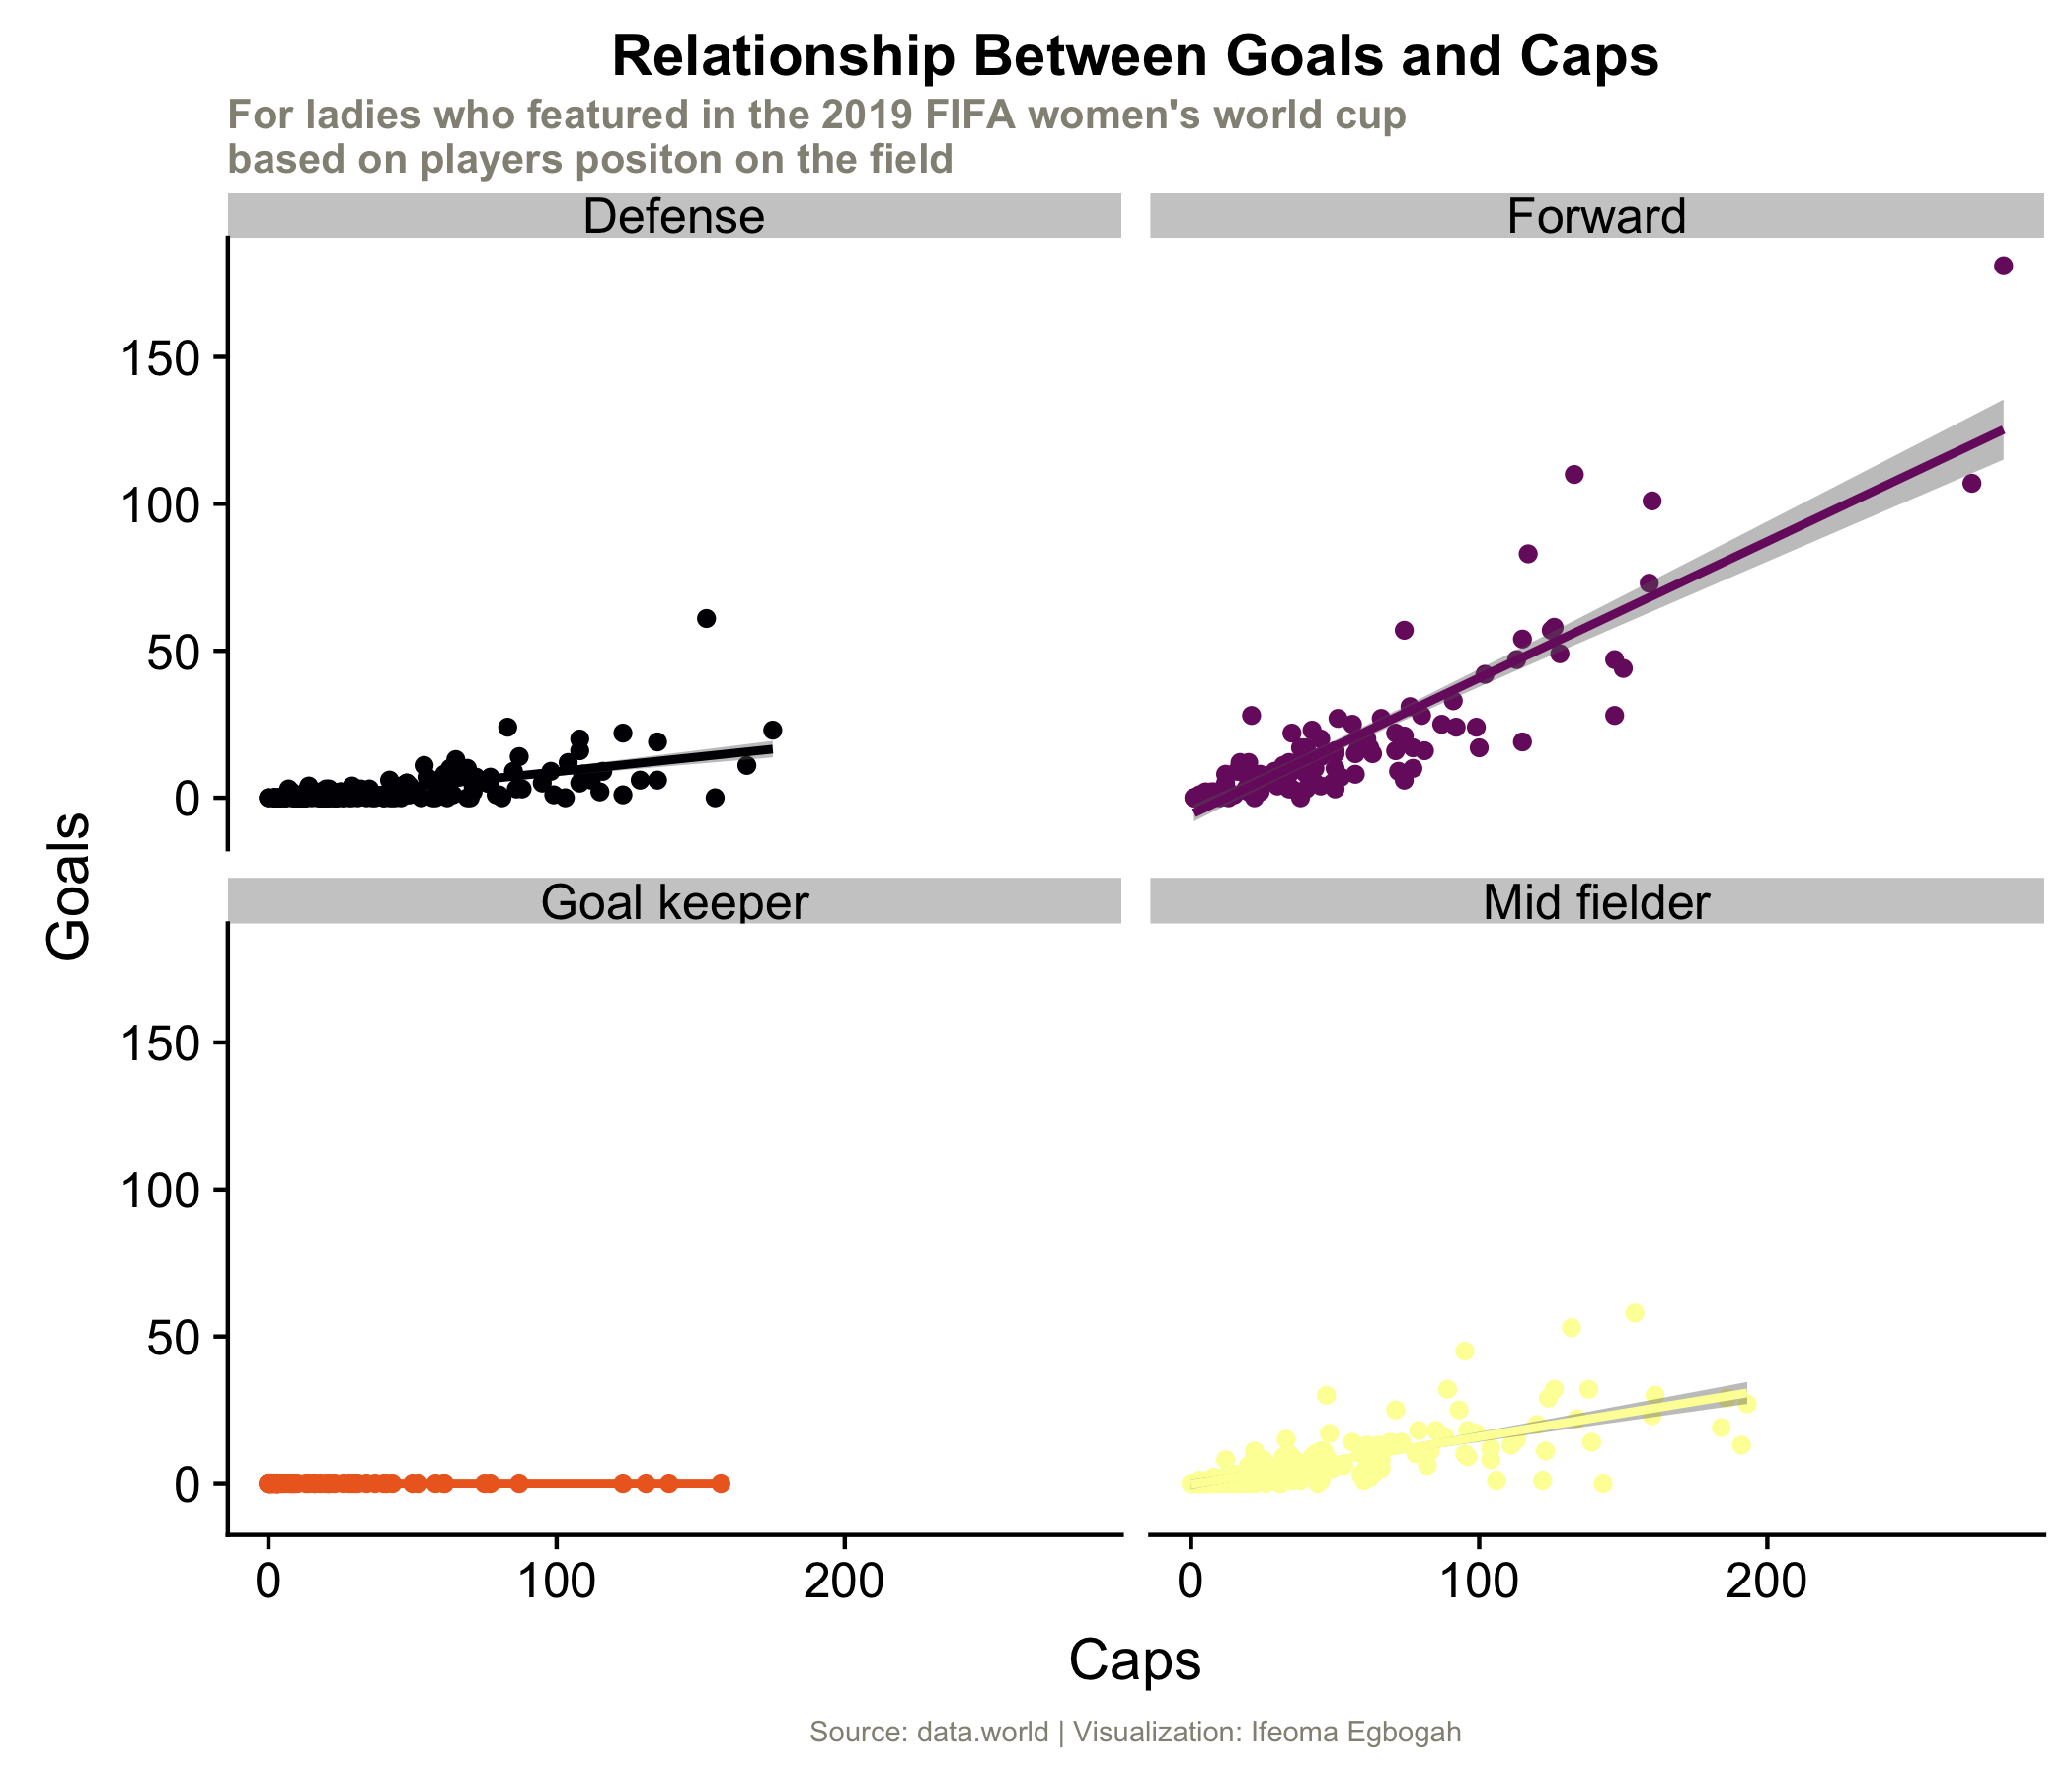 Relationship Between Goals and Caps
For ladies who featured in the 2019 FIFA women's world cup
based on players positon on the field
Defense
Forward
150
100
50
0
Goals
Goal keeper
Mid fielder
150
100
50
0
0 100 200
0 100 200
Caps
Source: data.world | Visualization: Ifeoma Egbogah